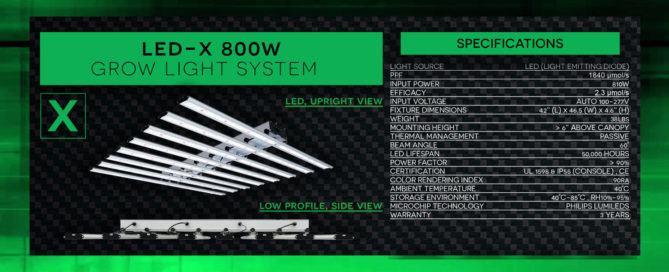 LED-X 800W
GROW LIGHT SYSTEM
X
LED, UPRIGHT VIEW
LOW PROFILE, SIDE VIEW
SPECIFICATIONS
LIGHT SOURCE LED (LIGHT EMITTING DIODE)
PPF 1840 µmol/s
INPUT POWER 810W
EFFICACY 2.3 µmol/s
INPUT VOLTAGE AUTO 100-277V
FIXTURE DIMENSIONS 42" (L) X 46.5 (W) X 4.6" (H)
WEIGHT 38LBS
MOUNTING HEIGHT > 6" ABOVE CANOPY
THERMAL MANAGEMENT PASSIVE
BEAM ANGLE 60°
LED LIFESPAN 50,000 HOURS
POWER FACTOR > 90%
CERTIFICATION UL 1598 & IP55 (CONSOLE) , CE
COLOR RENDERING INDEX 90RA
AMBIENT TEMPERATURE 40°C
STORAGE ENVIRONMENT 40°C-85°C , RH10%-95%
MICROCHIP TECHNOLOGY PHILIPS LUMILEDS
WARRANTY 3 YEARS